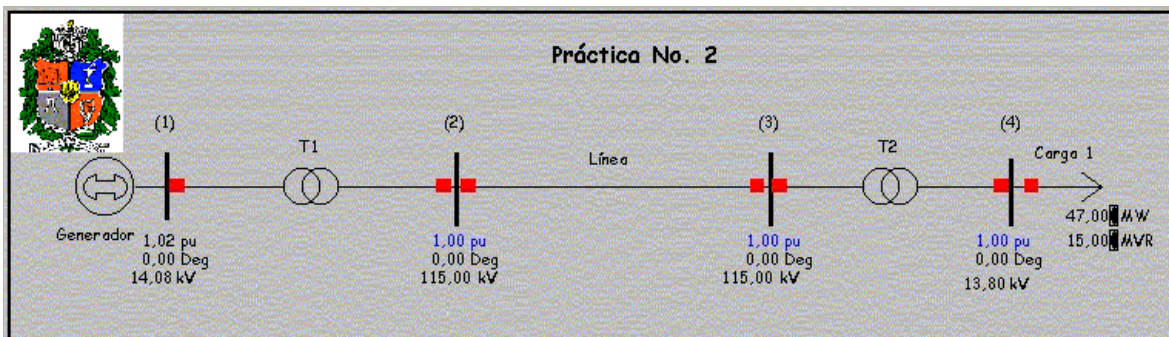 Práctica No. 2
(1)
(2)
(3)
(4)
T1
Línea
T2
Carga 1
Generador
47,00 MW
15,00 MVR
1,02 pu
0,00 Deg
14,08 kV
1,00 pu
0,00 Deg
115,00 kV
1,00 pu
0,00 Deg
115,00 kV
1,00 pu
0,00 Deg
13,80 kV